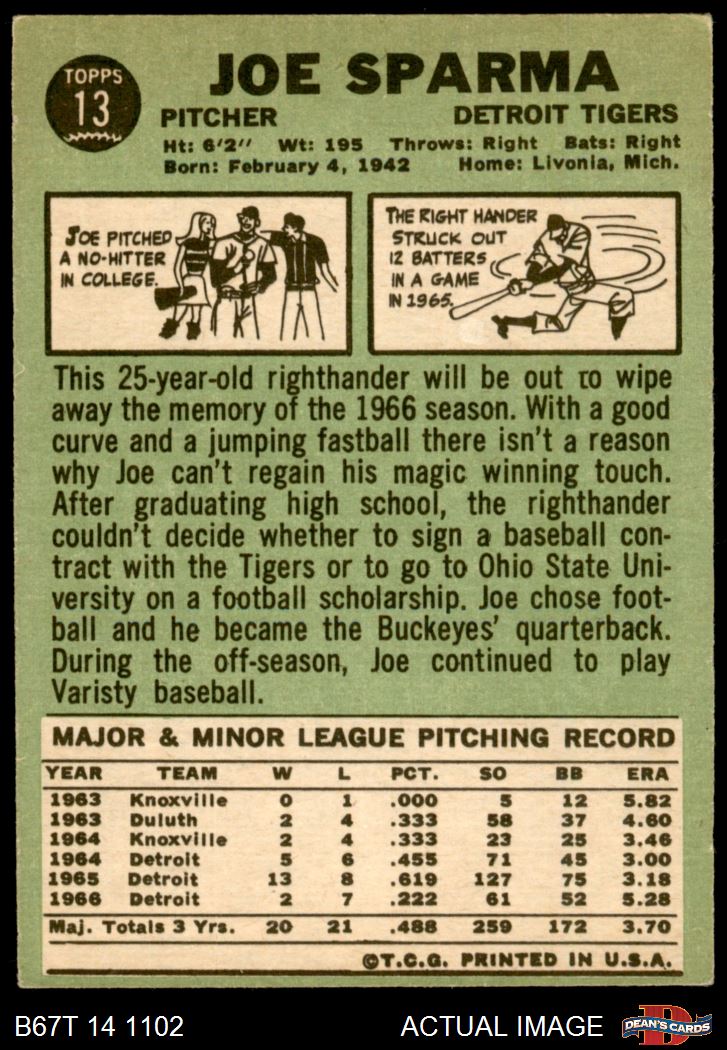 TOPPS
13
JOE SPARMA
PITCHER DETROIT TIGERS
Ht: 6'2" Wt: 195 Throws: Right Bats: Right
Born: February 4, 1942 Home: Livonia, Mich.
JOE PITCHED
A NO-HITTER
IN COLLEGE.
THE RIGHT HANDER
STRUCK OUT
12 BATTERS
IN A GAME
IN 1965.
This 25-year-old righthander will be out to wipe
away the memory of the 1966 season. With a good
curve and a jumping fastball there isn't a reason
why Joe can't regain his magic winning touch.
After graduating high school, the righthander
couldn't decide whether to sign a baseball con-
tract with the Tigers or to go to Ohio State Uni-
versity on a football scholarship. Joe chose foot-
ball and he became the Buckeyes' quarterback.
During the off-season, Joe continued to play
Varisty baseball.
MAJOR & MINOR LEAGUE PITCHING RECORD
YEAR TEAM W L PCT. SO BB ERA
1963 Knoxville 0 1 .000 5 12 5.82
1963 Duluth 2 4 .333 58 37 4.60
1964 Knoxville 2 4 .333 23 25 3.46
1964 Detroit 5 6 .455 71 45 3.00
1965 Detroit 13 8 .619 127 75 3.18
1966 Detroit 2 7 .222 61 52 5.28
Maj. Totals 3 Yrs. 20 21 .488 259 172 3.70
©T.C.G. PRINTED IN U.S.A.
B67T 14 1102 ACTUAL IMAGE
D
DEAN'S CARDS